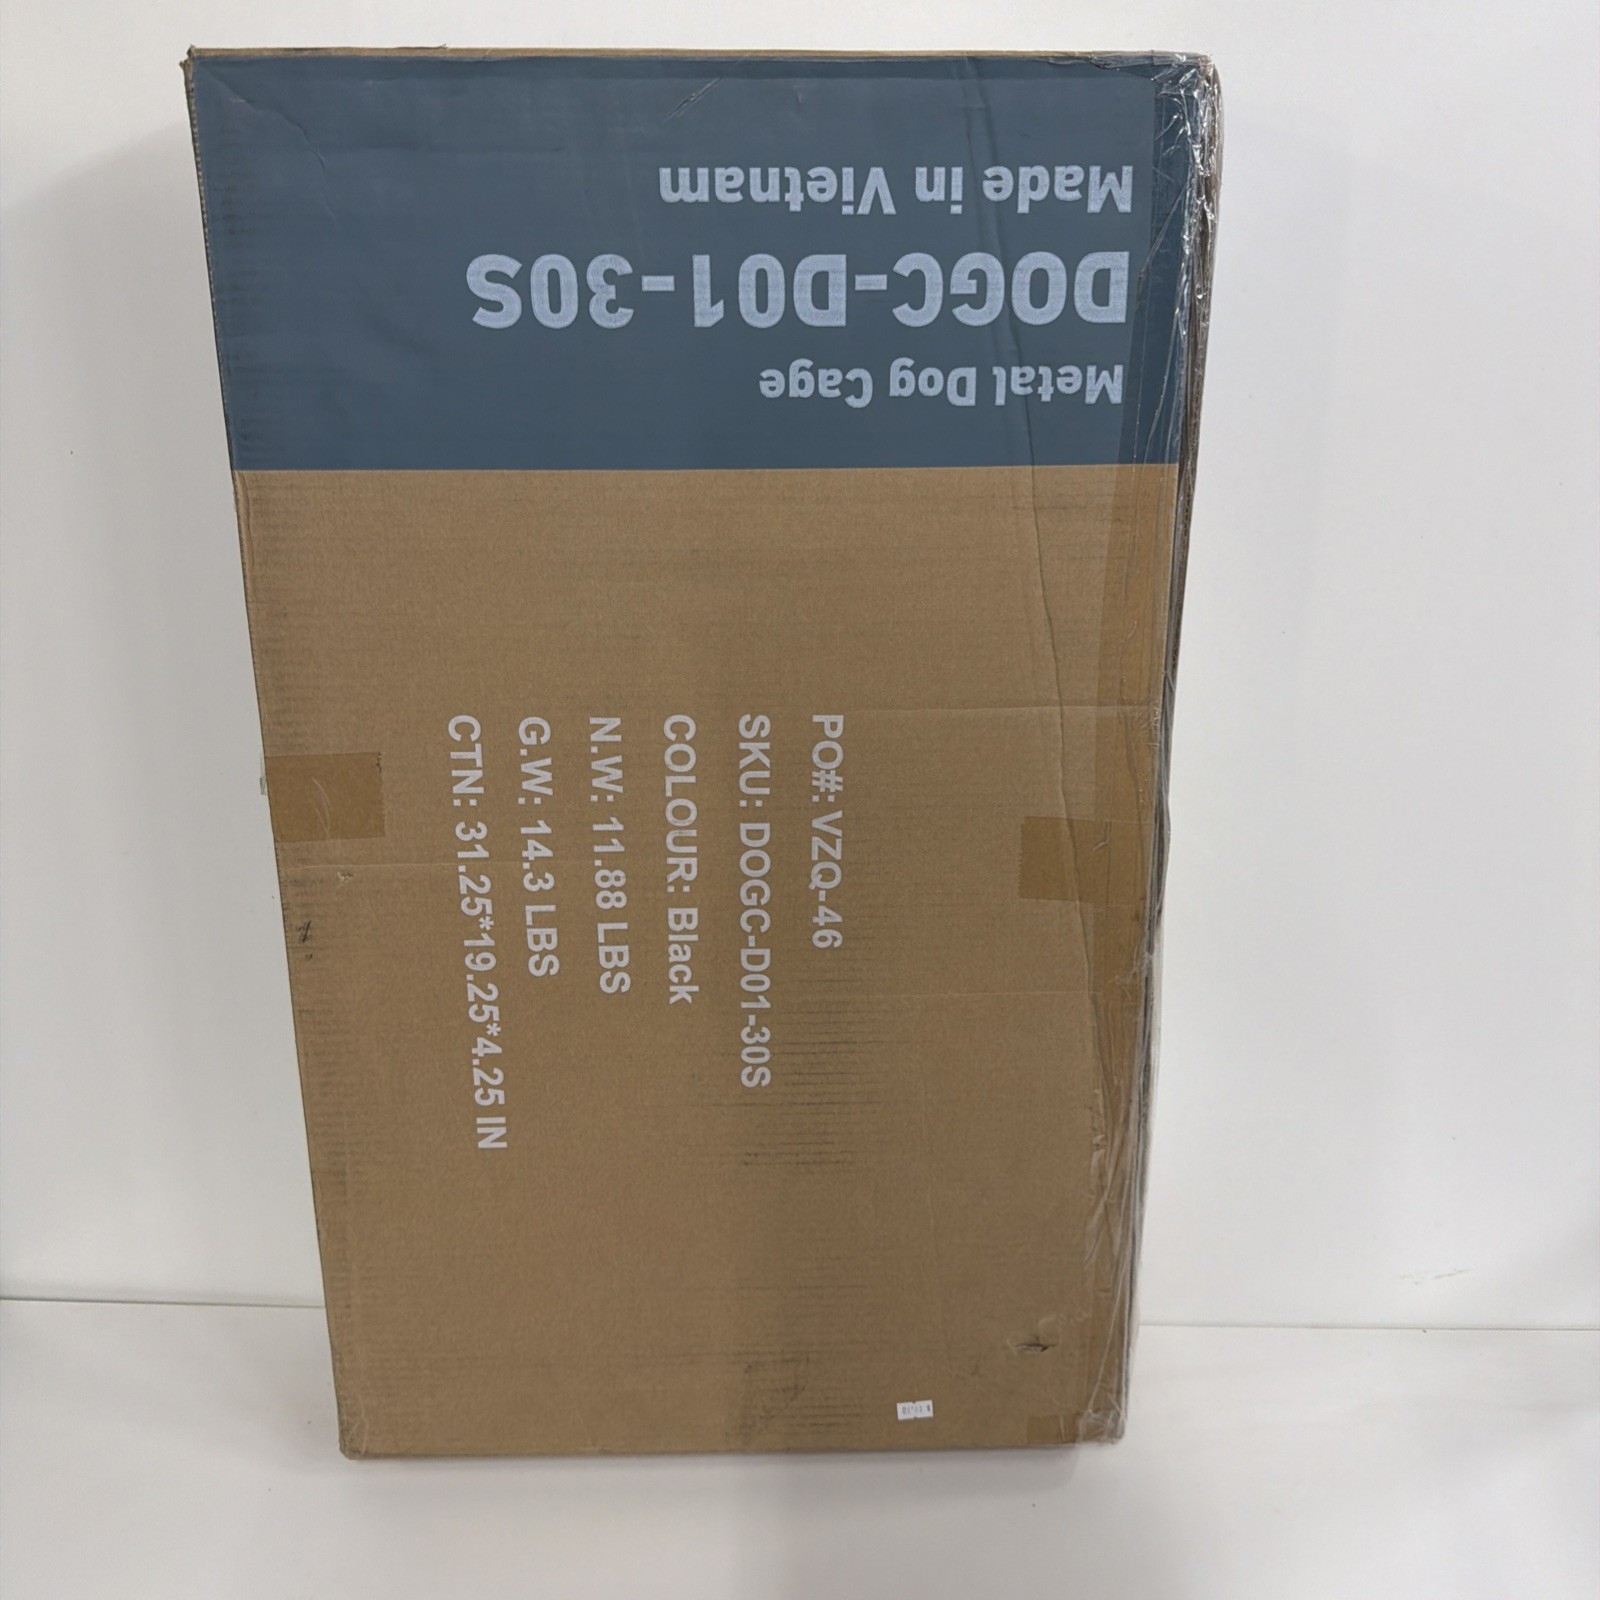 Metal Dog Cage
DOGC-D01-30S
Made in Vietnam
PO#: VZQ-46
SKU: DOGC-D01-30S
COLOUR: Black
N.W: 11.88 LBS
G.W: 14.3 LBS
CTN: 31.25*19.25*4.25 IN